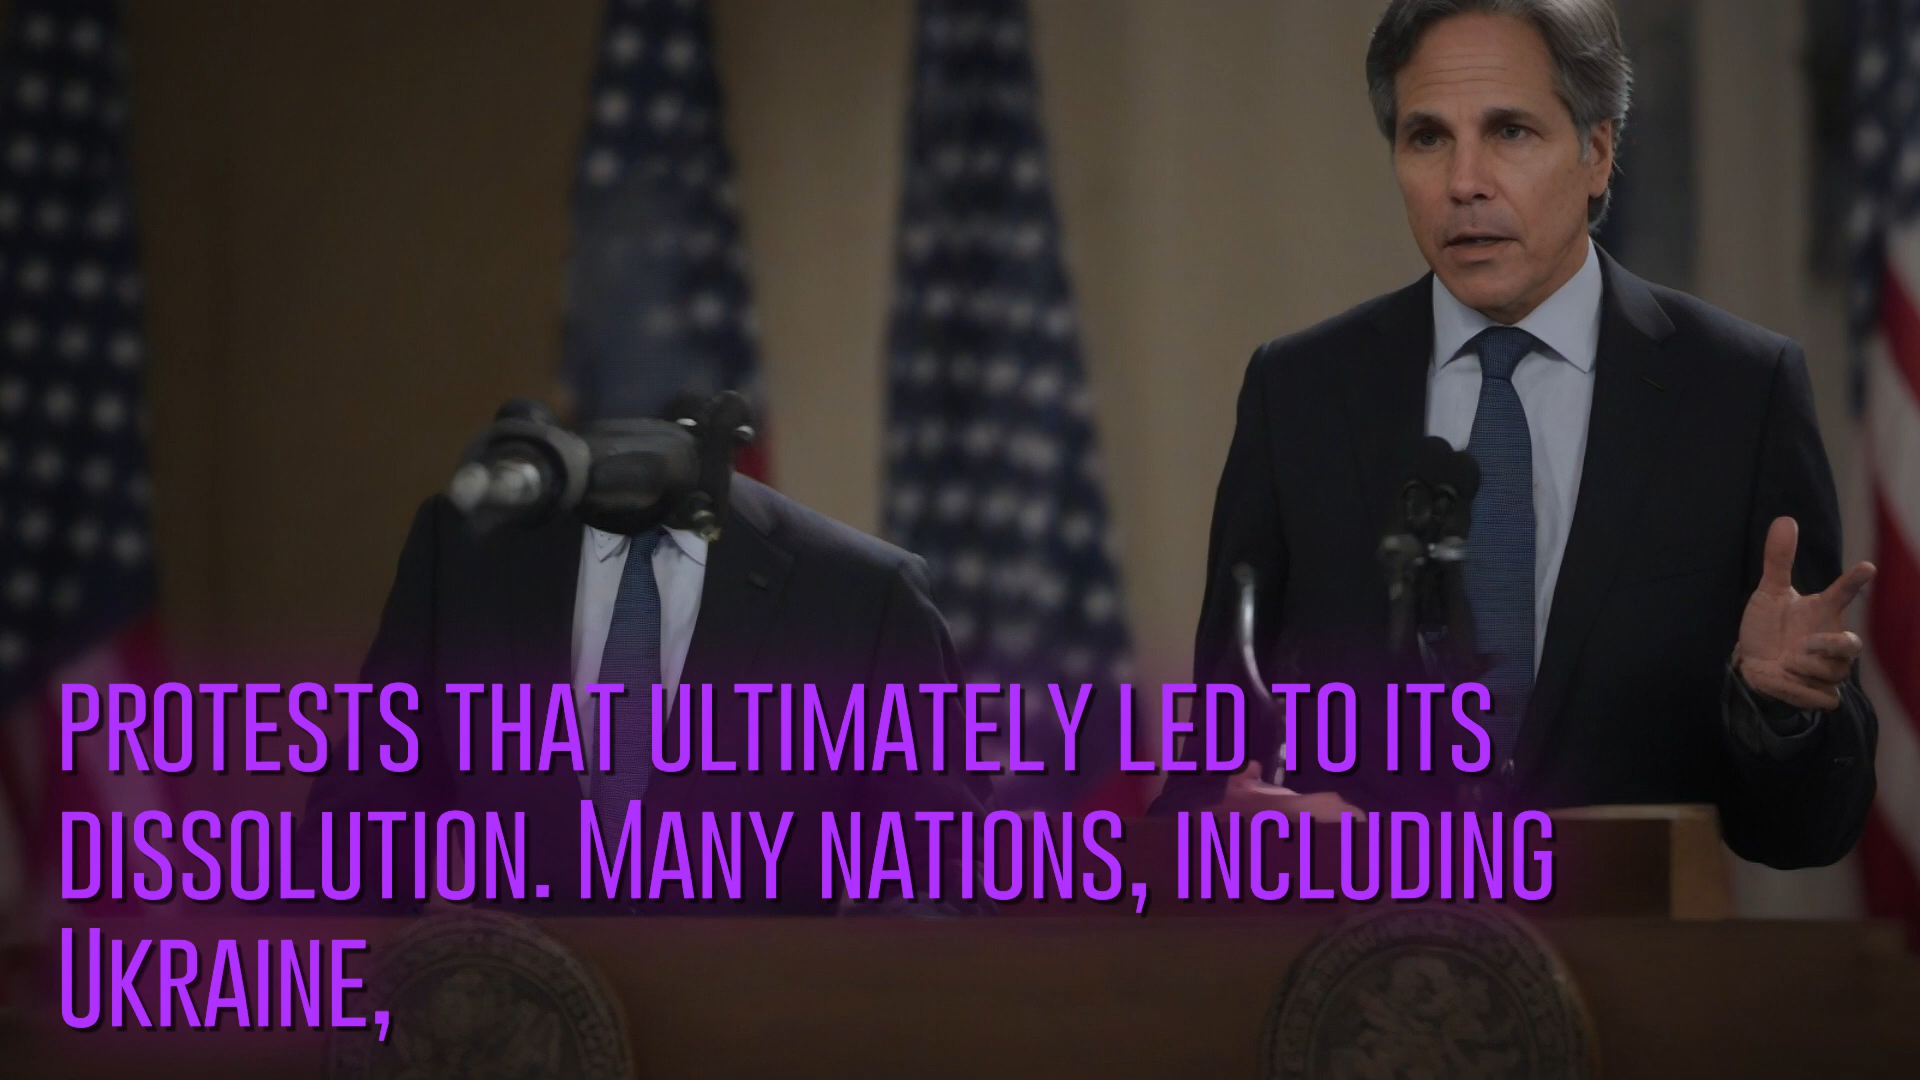 PROTESTS THAT ULTIMATELY LED TO ITS
DISSOLUTION. MANY NATIONS, INCLUDING
UKRAINE,